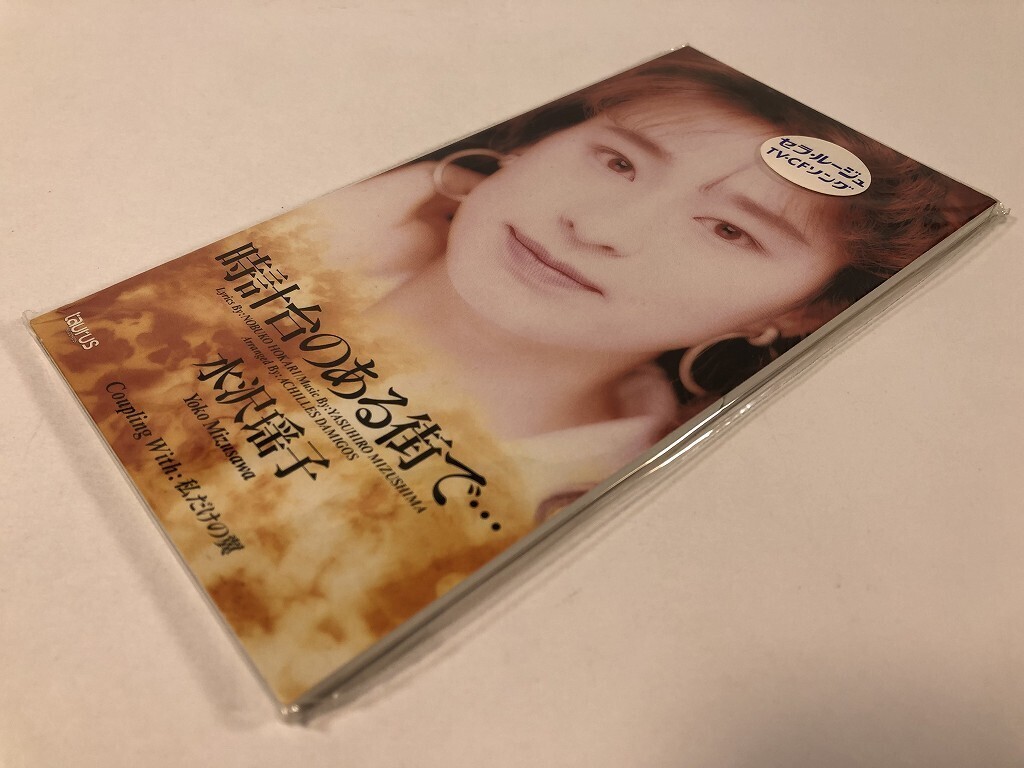 セラ・ルージュ
TV・CFソング
時計台のある街で…
Lyrics By:NOBUKO HOKARI/Music By:YASUHIRO MIZUSHIMA
Arranged By:ACHILLES DAMIGOS
水沢瑶子
Yoko Mizusawa
Coupling With:私だけの翼
taurus